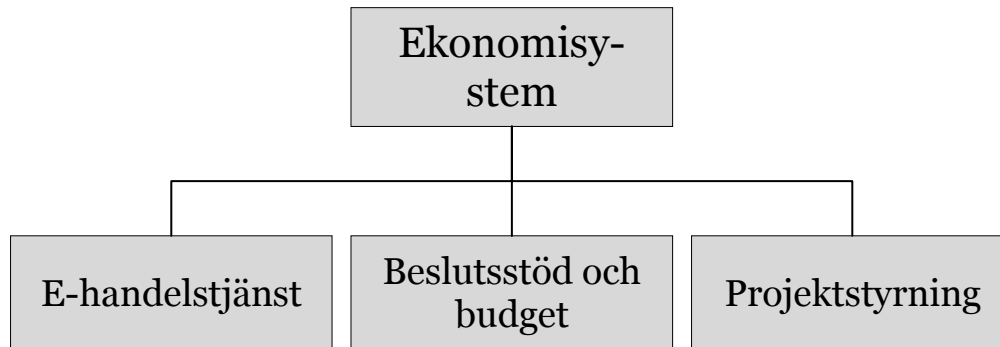 Ekonomisy-
stem
E-handelstjänst
Beslutsstöd och
budget
Projektstyrning